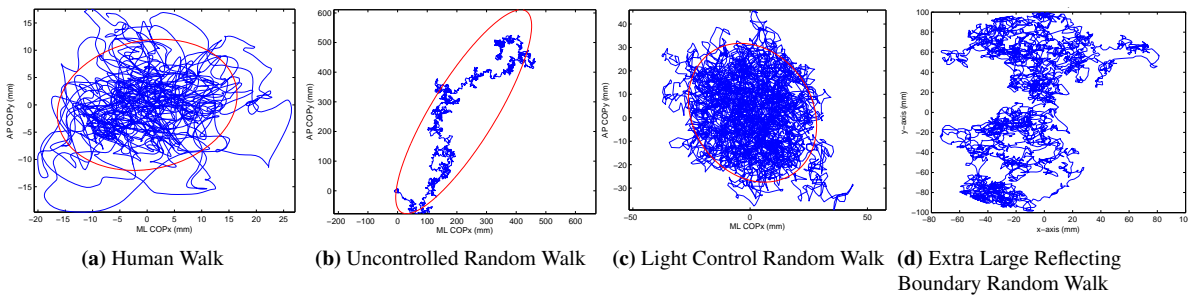 15
10
5
0
−5
−10
−15
AP COPy (mm)
−20 −15 −10 −5 0 5 10 15 20 25
ML COPx (mm)
(a) Human Walk
600
500
400
300
200
100
0
AP COPy (mm)
−200 −100 0 100 200 300 400 500 600
ML COPx (mm)
(b) Uncontrolled Random Walk
40
30
20
10
0
−10
−20
−30
AP COPy (mm)
−50 0 50
ML COPx (mm)
(c) Light Control Random Walk
100
80
60
40
20
0
−20
−40
−60
−80
−100
y−axis (mm)
−80 −60 −40 −20 0 20 40 60 80 100
x−axis (mm)
(d) Extra Large Reflecting
Boundary Random Walk